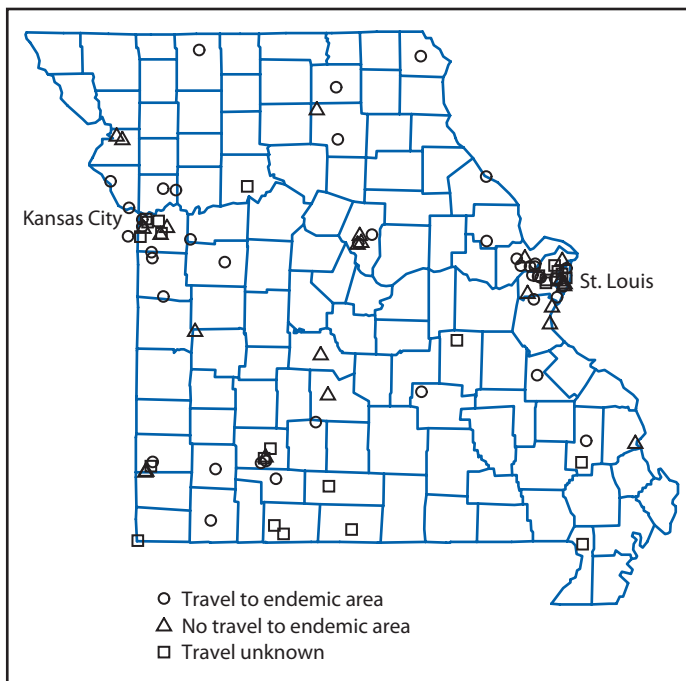 Kansas City
St. Louis
Travel to endemic area
No travel to endemic area
Travel unknown